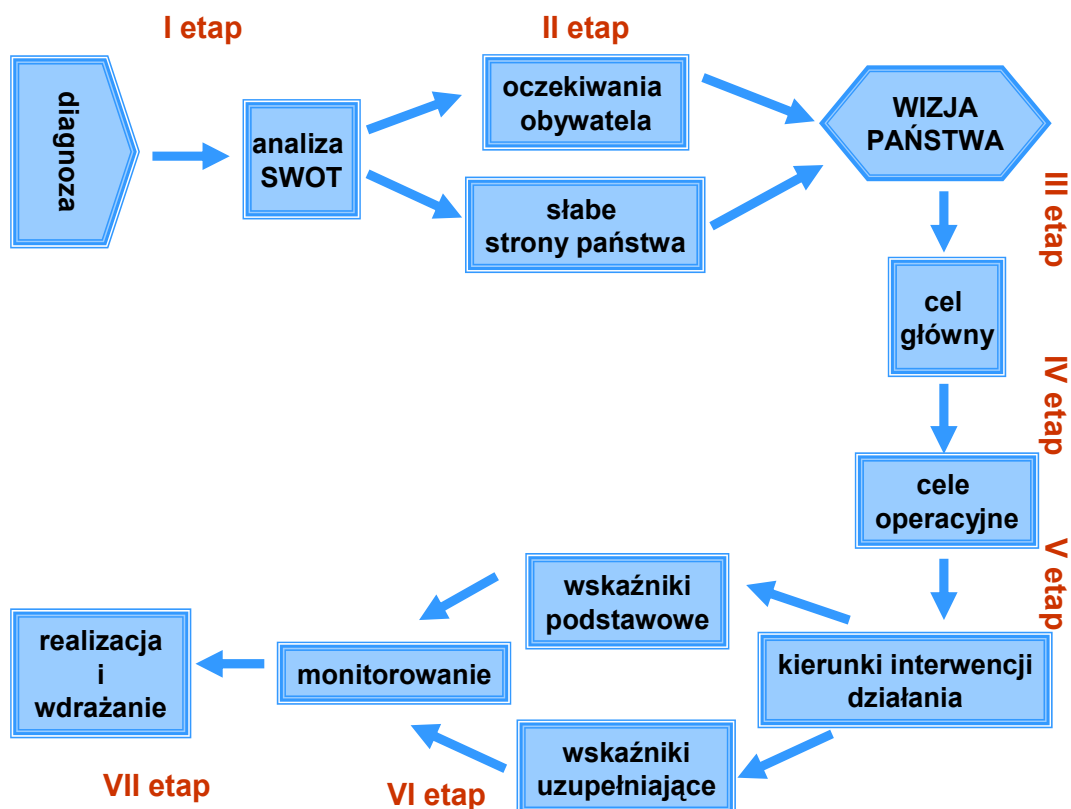 I etap
II etap
diagnoza
analiza
SWOT
oczekiwania
obywatela
słabe
strony państwa
WIZJA
PAŃSTWA
III etap
cel
główny
IV etap
cele
operacyjne
V etap
kierunki interwencji
działania
wskaźniki
podstawowe
wskaźniki
uzupełniające
monitorowanie
VI etap
realizacja
i
wdrażanie
VII etap